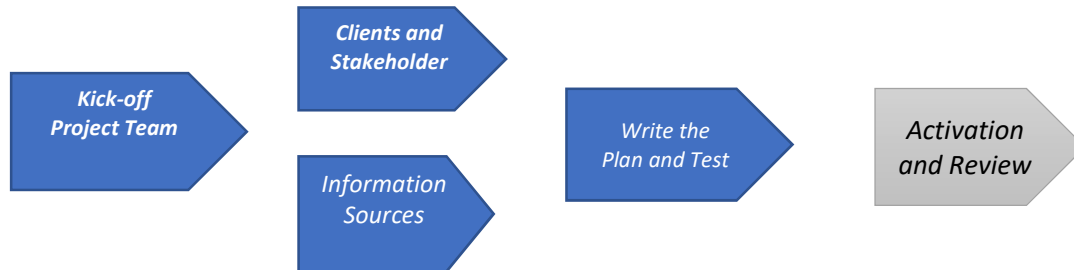 Kick-off
Project Team
Clients and
Stakeholder
Information
Sources
Write the
Plan and Test
Activation
and Review